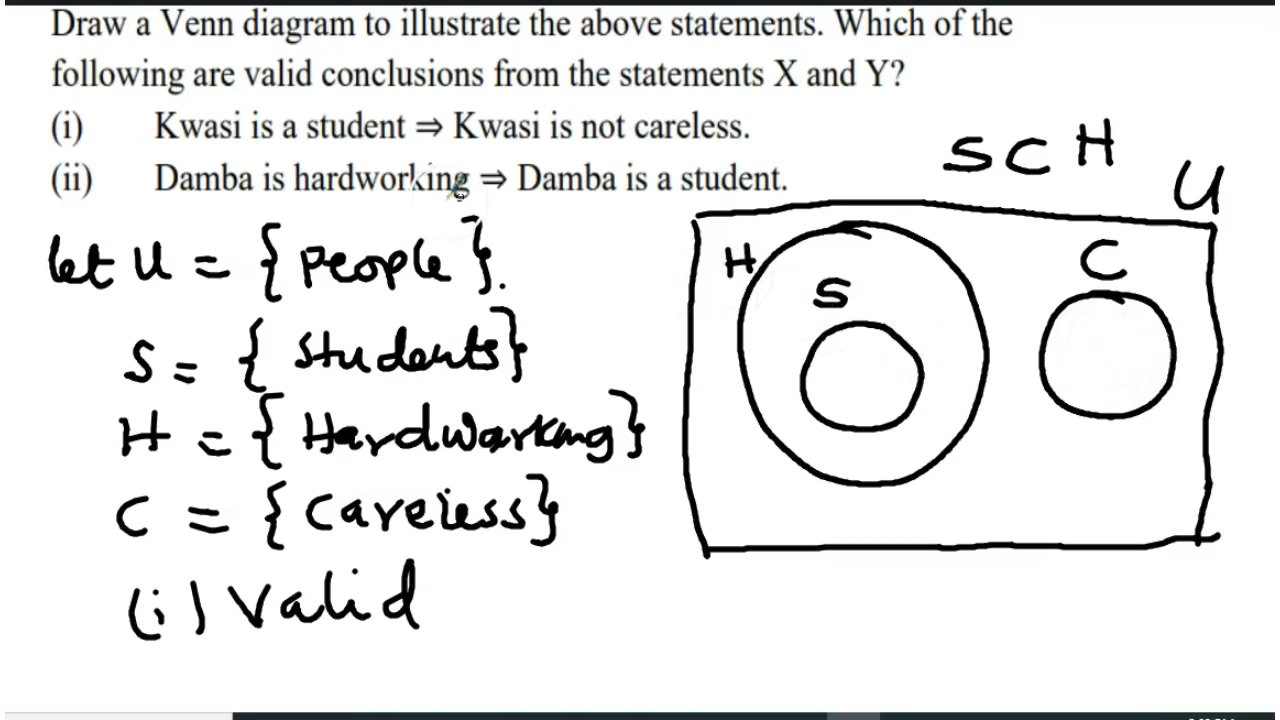 Draw a Venn diagram to illustrate the above statements. Which of the
following are valid conclusions from the statements X and Y?
(i) Kwasi is a student ⇒ Kwasi is not careless.
(ii) Damba is hardworking ⇒ Damba is a student.
S ⊂ H
U
let U = { People }.
H
C
S
S = { Students }
H = { Hardworking }
C = { Careless }
(i) Valid